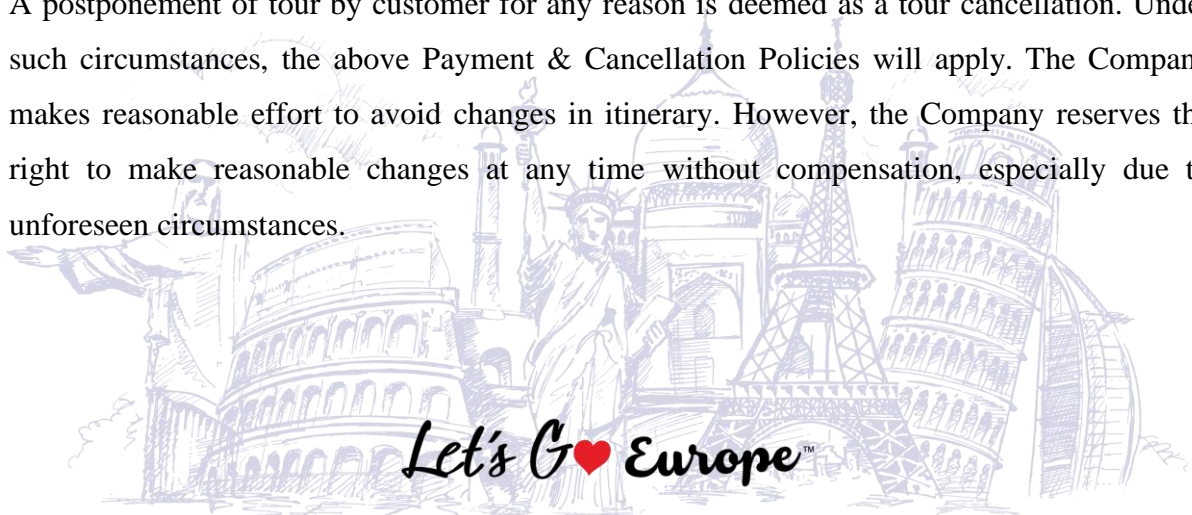 A postponement of tour by customer for any reason is deemed as a tour cancellation. Unde
such circumstances, the above Payment & Cancellation Policies will apply. The Compan
makes reasonable effort to avoid changes in itinerary. However, the Company reserves th
right to make reasonable changes at any time without compensation, especially due t
unforeseen circumstances.
Let's G❤ Europe™